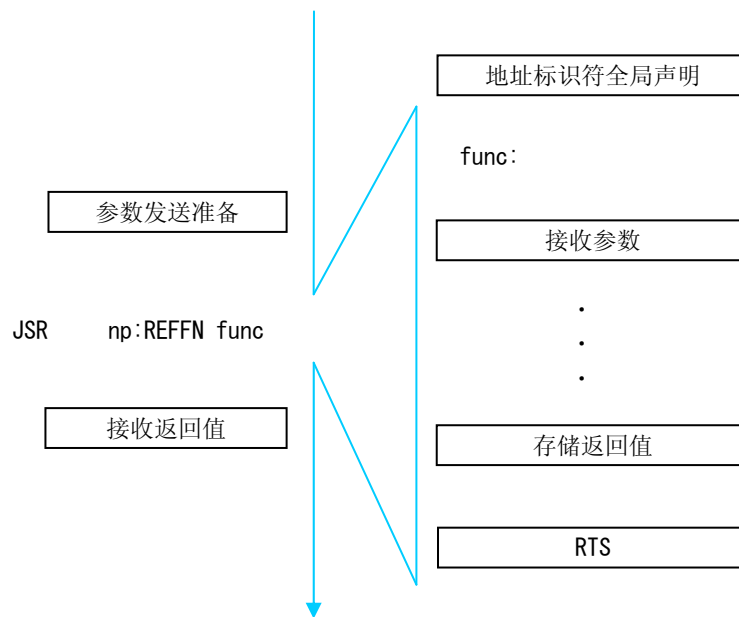 地址标识符全局声明
func:
参数发送准备
接收参数
JSR np:REFFN func
接收返回值
存储返回值
RTS